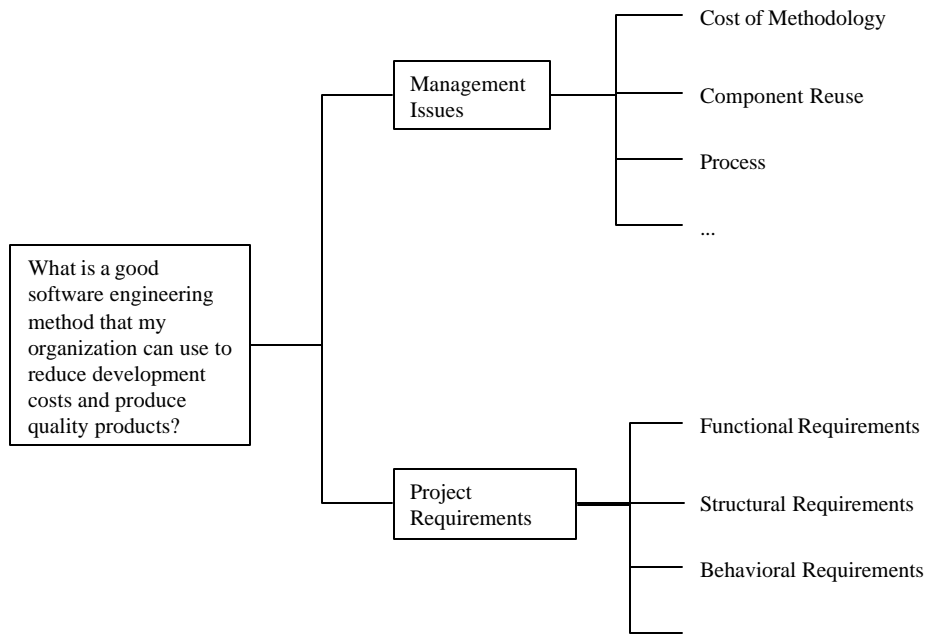 Cost of Methodology
Management
Issues
Component Reuse
Process
...
What is a good
software engineering
method that my
organization can use to
reduce development
costs and produce
quality products?
Functional Requirements
Project
Requirements
Structural Requirements
Behavioral Requirements